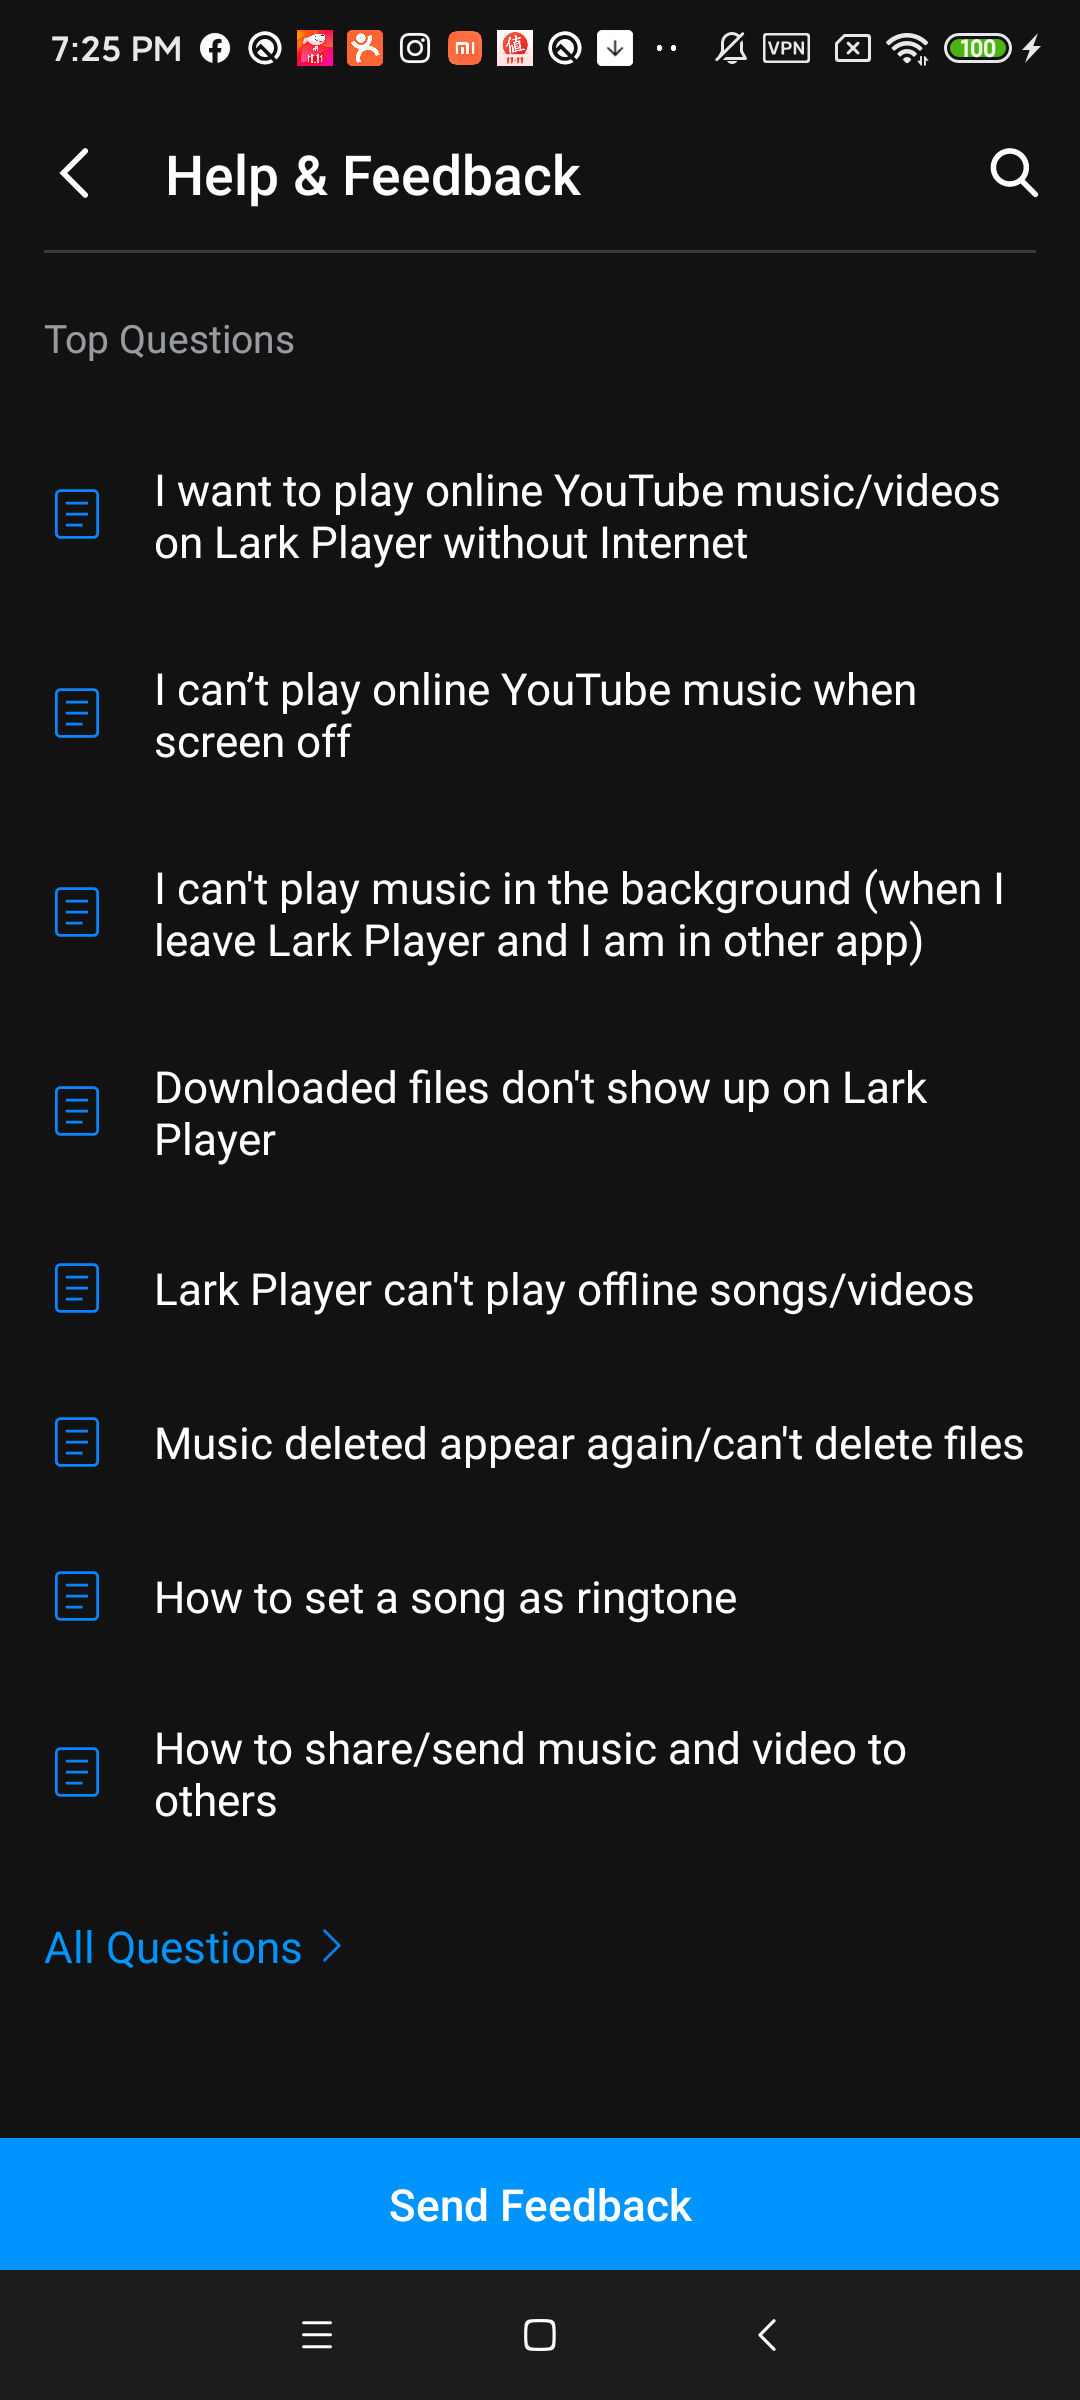 7:25 PM
VPN
100
Help & Feedback
Top Questions
I want to play online YouTube music/videos
on Lark Player without Internet
I can’t play online YouTube music when
screen off
I can't play music in the background (when I
leave Lark Player and I am in other app)
Downloaded files don't show up on Lark
Player
Lark Player can't play offline songs/videos
Music deleted appear again/can't delete files
How to set a song as ringtone
How to share/send music and video to
others
All Questions
Send Feedback